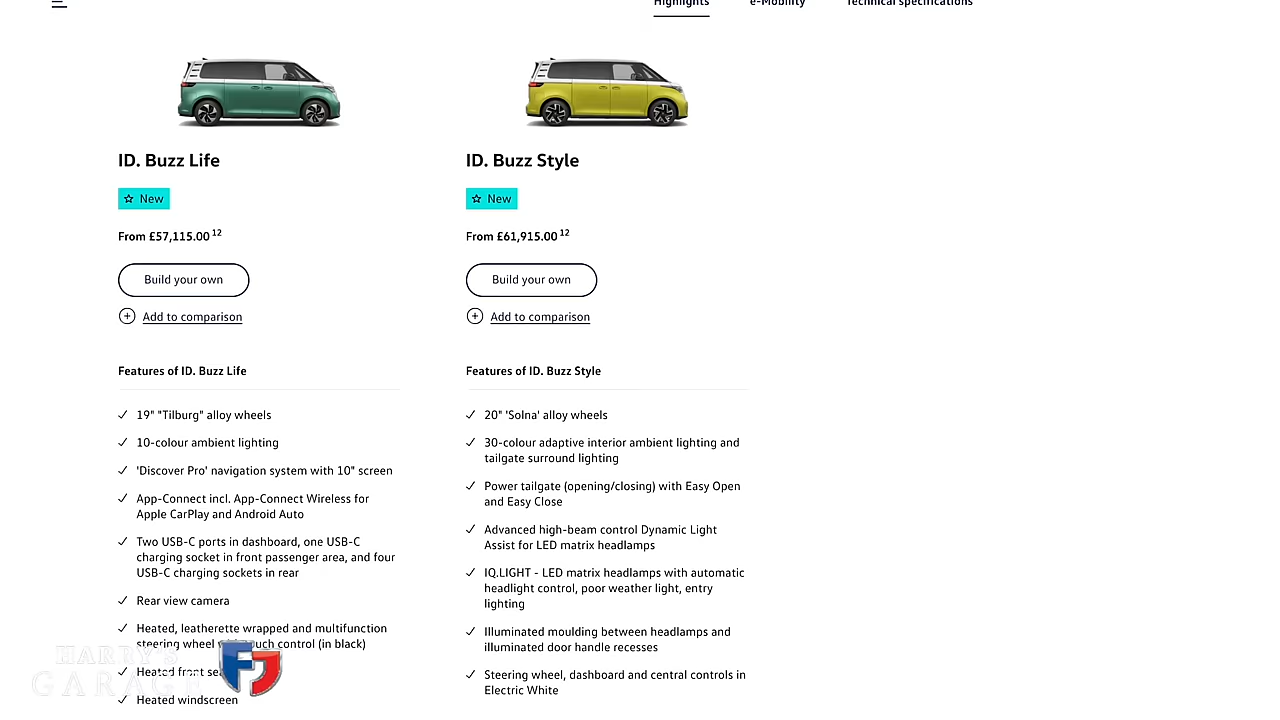 Highlights
e-Mobility
Technical specifications
ID. Buzz Life
New
From £57,115.00 12
Build your own
Add to comparison
Features of ID. Buzz Life
19" "Tilburg" alloy wheels
10-colour ambient lighting
'Discover Pro' navigation system with 10" screen
App-Connect incl. App-Connect Wireless for
Apple CarPlay and Android Auto
Two USB-C ports in dashboard, one USB-C
charging socket in front passenger area, and four
USB-C charging sockets in rear
Rear view camera
Heated, leatherette wrapped and multifunction
steering wheel touch control (in black)
Heated front
Heated windscreen
ID. Buzz Style
New
From £61,915.00 12
Build your own
Add to comparison
Features of ID. Buzz Style
20" 'Solna' alloy wheels
30-colour adaptive interior ambient lighting and
tailgate surround lighting
Power tailgate (opening/closing) with Easy Open
and Easy Close
Advanced high-beam control Dynamic Light
Assist for LED matrix headlamps
IQ.LIGHT - LED matrix headlamps with automatic
headlight control, poor weather light, entry
lighting
Illuminated moulding between headlamps and
illuminated door handle recesses
Steering wheel, dashboard and central controls in
Electric White
HARRY'S
GARAGE